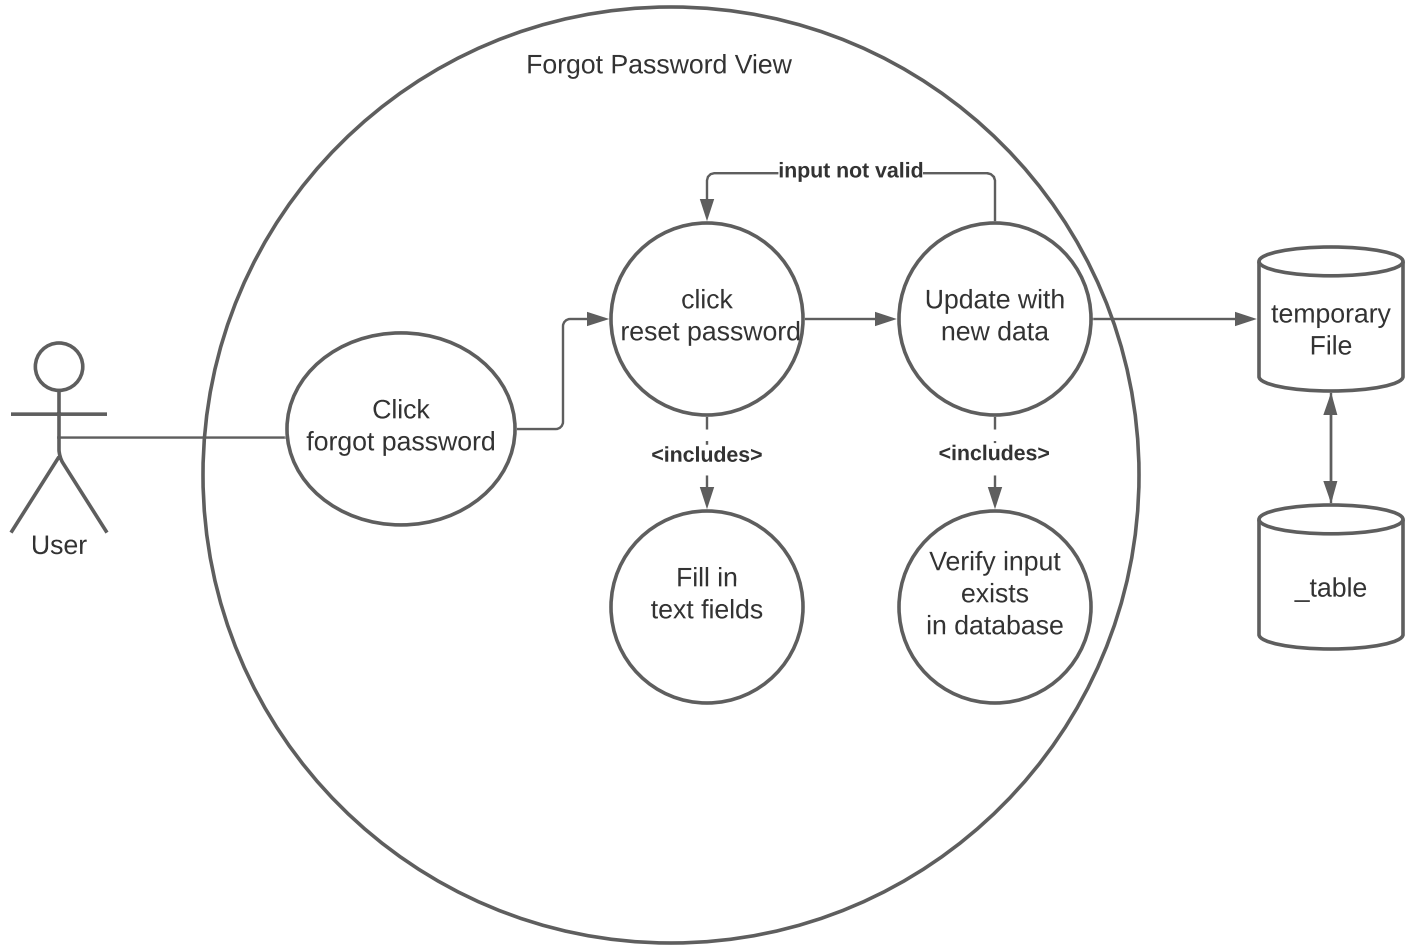 Forgot Password View
input not valid
click
reset password
Update with
new data
temporary
File
Click
forgot password
<includes>
<includes>
User
Fill in
text fields
Verify input
exists
in database
_table